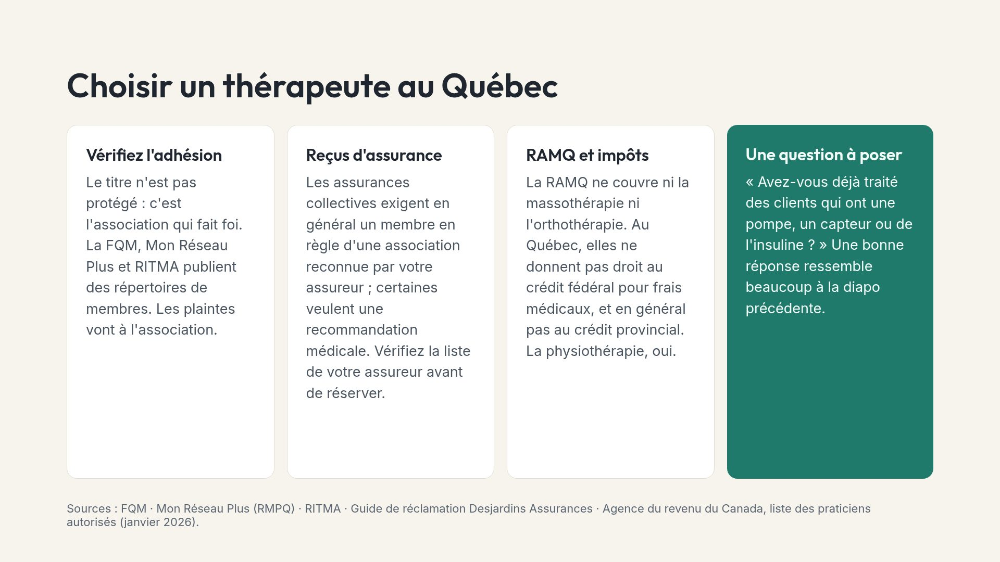 Choisir un thérapeute au Québec
Vérifiez l'adhésion
Le titre n'est pas
protégé : c'est
l'association qui fait foi.
La FQM, Mon Réseau
Plus et RITMA publient
des répertoires de
membres. Les plaintes
vont à l'association.
Reçus d'assurance
Les assurances
collectives exigent en
général un membre en
règle d'une association
reconnue par votre
assureur ; certaines
veulent une
recommandation
médicale. Vérifiez la liste
de votre assureur avant
de réserver.
RAMQ et impôts
La RAMQ ne couvre ni la
massothérapie ni
l'orthothérapie. Au
Québec, elles ne
donnent pas droit au
crédit fédéral pour frais
médicaux, et en général
pas au crédit provincial.
La physiothérapie, oui.
Une question à poser
« Avez-vous déjà traité
des clients qui ont une
pompe, un capteur ou de
l'insuline ? » Une bonne
réponse ressemble
beaucoup à la diapo
précédente.
Sources : FQM · Mon Réseau Plus (RMPQ) · RITMA · Guide de réclamation Desjardins Assurances · Agence du revenu du Canada, liste des praticiens
autorisés (janvier 2026).